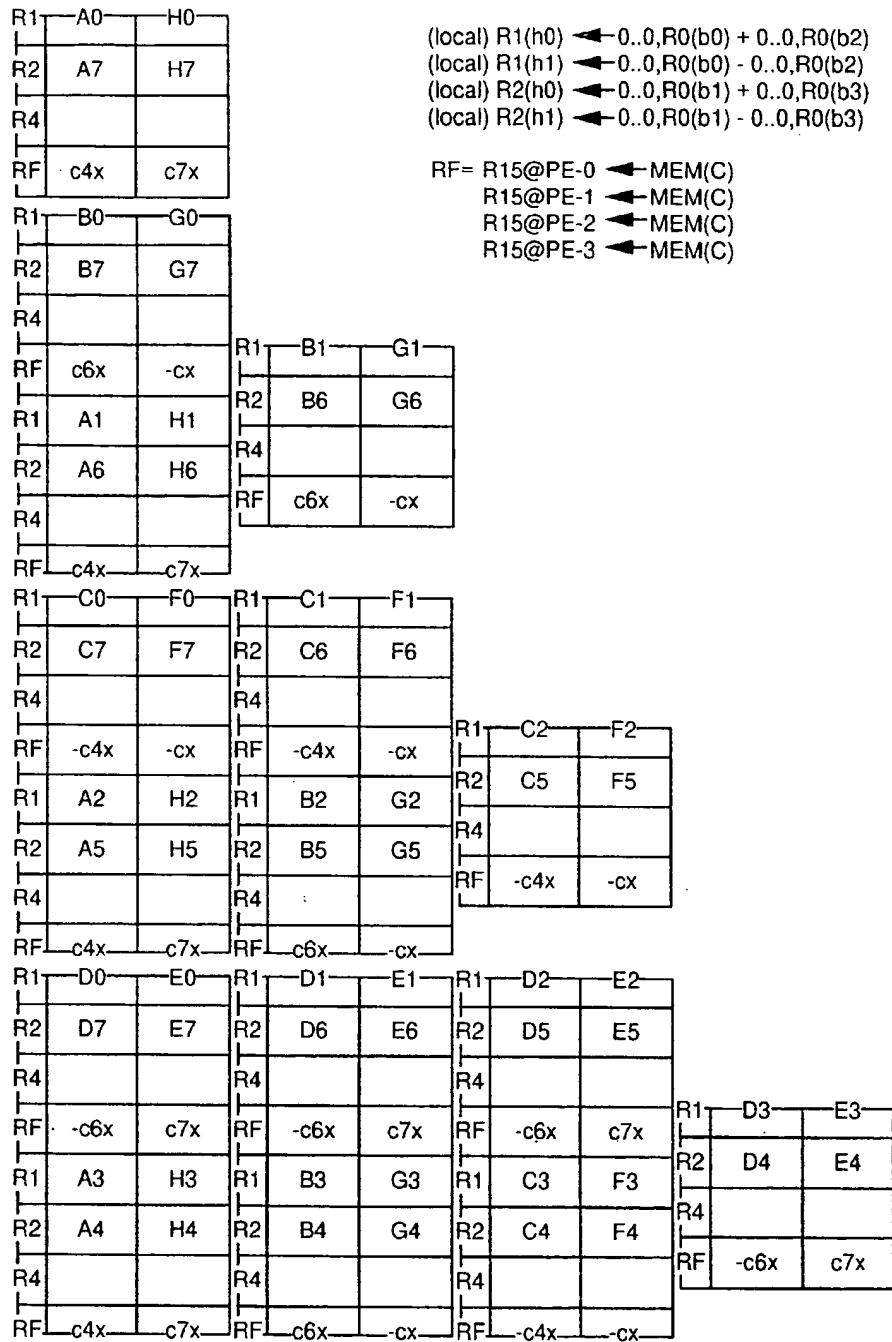 R1 A0 H0
R2 A7 H7
R4
RF c4x c7x
(local) R1(h0) ← 0..0,R0(b0) + 0..0,R0(b2)
(local) R1(h1) ← 0..0,R0(b0) - 0..0,R0(b2)
(local) R2(h0) ← 0..0,R0(b1) + 0..0,R0(b3)
(local) R2(h1) ← 0..0,R0(b1) - 0..0,R0(b3)
RF= R15@PE-0 ← MEM(C)
R15@PE-1 ← MEM(C)
R15@PE-2 ← MEM(C)
R15@PE-3 ← MEM(C)
R1 B0 G0
R2 B7 G7
R4
RF c6x -cx
R1 A1 H1
R2 A6 H6
R4
RF c4x c7x
R1 B1 G1
R2 B6 G6
R4
RF c6x -cx
R1 C0 F0
R2 C7 F7
R4
RF -c4x -cx
R1 A2 H2
R2 A5 H5
R4
RF c4x c7x
R1 C1 F1
R2 C6 F6
R4
RF -c4x -cx
R1 B2 G2
R2 B5 G5
R4
RF c6x -cx
R1 C2 F2
R2 C5 F5
R4
RF -c4x -cx
R1 D0 E0
R2 D7 E7
R4
RF -c6x c7x
R1 A3 H3
R2 A4 H4
R4
RF c4x c7x
R1 D1 E1
R2 D6 E6
R4
RF -c6x c7x
R1 B3 G3
R2 B4 G4
R4
RF c6x -cx
R1 D2 E2
R2 D5 E5
R4
RF -c6x c7x
R1 C3 F3
R2 C4 F4
R4
RF -c4x -cx
R1 D3 E3
R2 D4 E4
R4
RF -c6x c7x